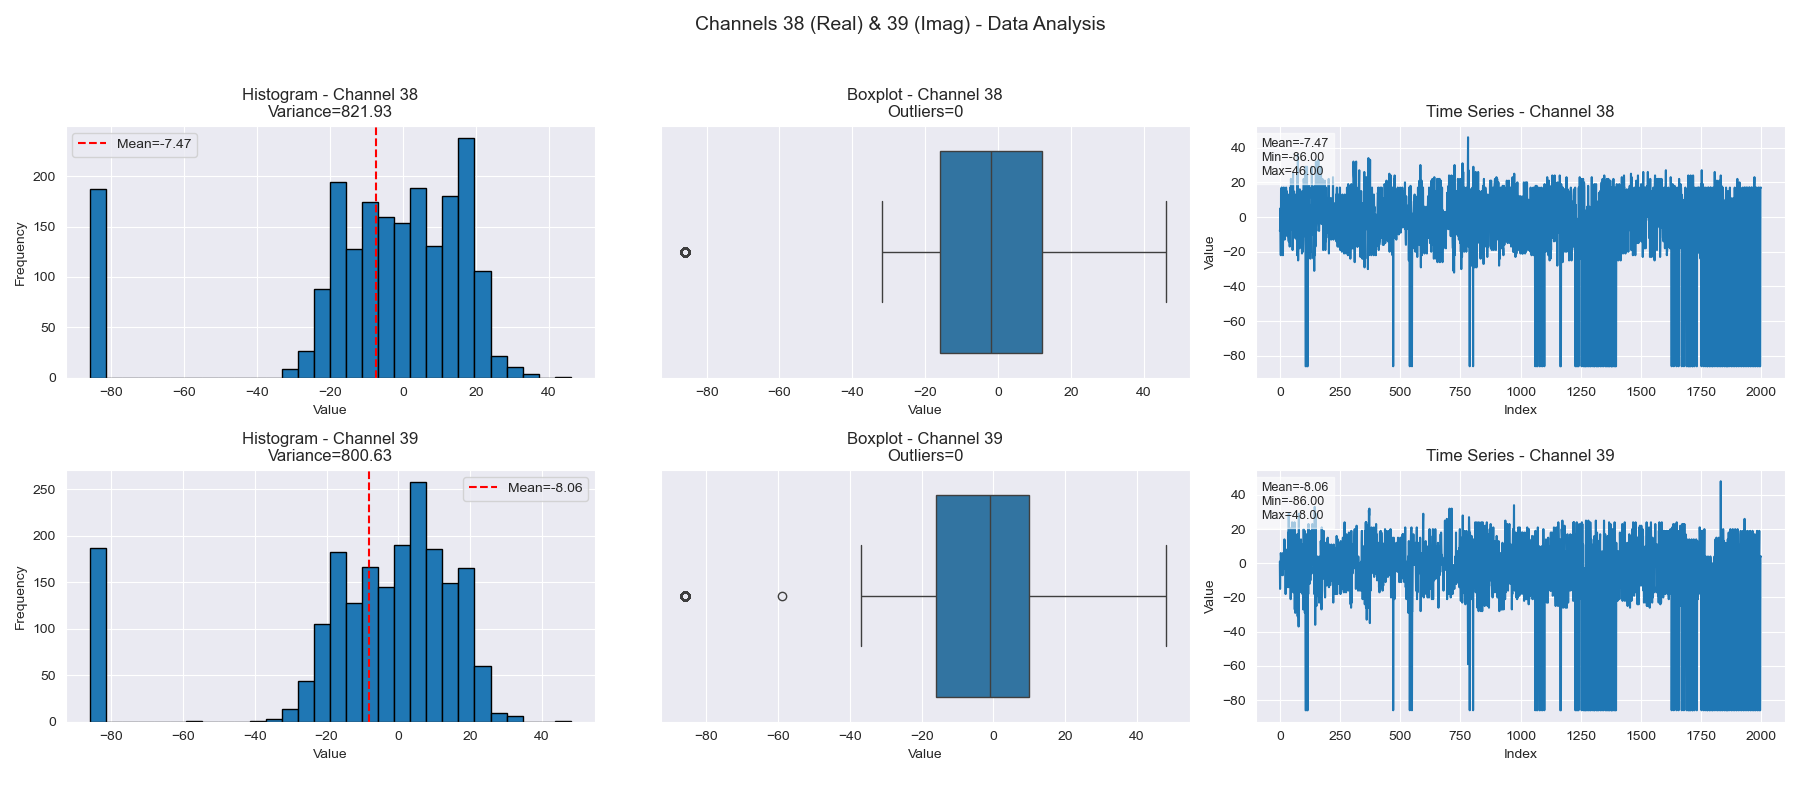 Channels 38 (Real) & 39 (Imag) - Data Analysis
Histogram - Channel 38
Variance=821.93
Mean=-7.47
Frequency
200
150
100
50
0
−80 −60 −40 −20 0 20 40
Value
Boxplot - Channel 38
Outliers=0
−80 −60 −40 −20 0 20 40
Value
Time Series - Channel 38
Mean=-7.47
Min=-86.00
Max=46.00
Value
40
20
0
−20
−40
−60
−80
0 250 500 750 1000 1250 1500 1750 2000
Index
Histogram - Channel 39
Variance=800.63
Mean=-8.06
Frequency
250
200
150
100
50
0
−80 −60 −40 −20 0 20 40
Value
Boxplot - Channel 39
Outliers=0
−80 −60 −40 −20 0 20 40
Value
Time Series - Channel 39
Mean=-8.06
Min=-86.00
Max=48.00
Value
40
20
0
−20
−40
−60
−80
0 250 500 750 1000 1250 1500 1750 2000
Index